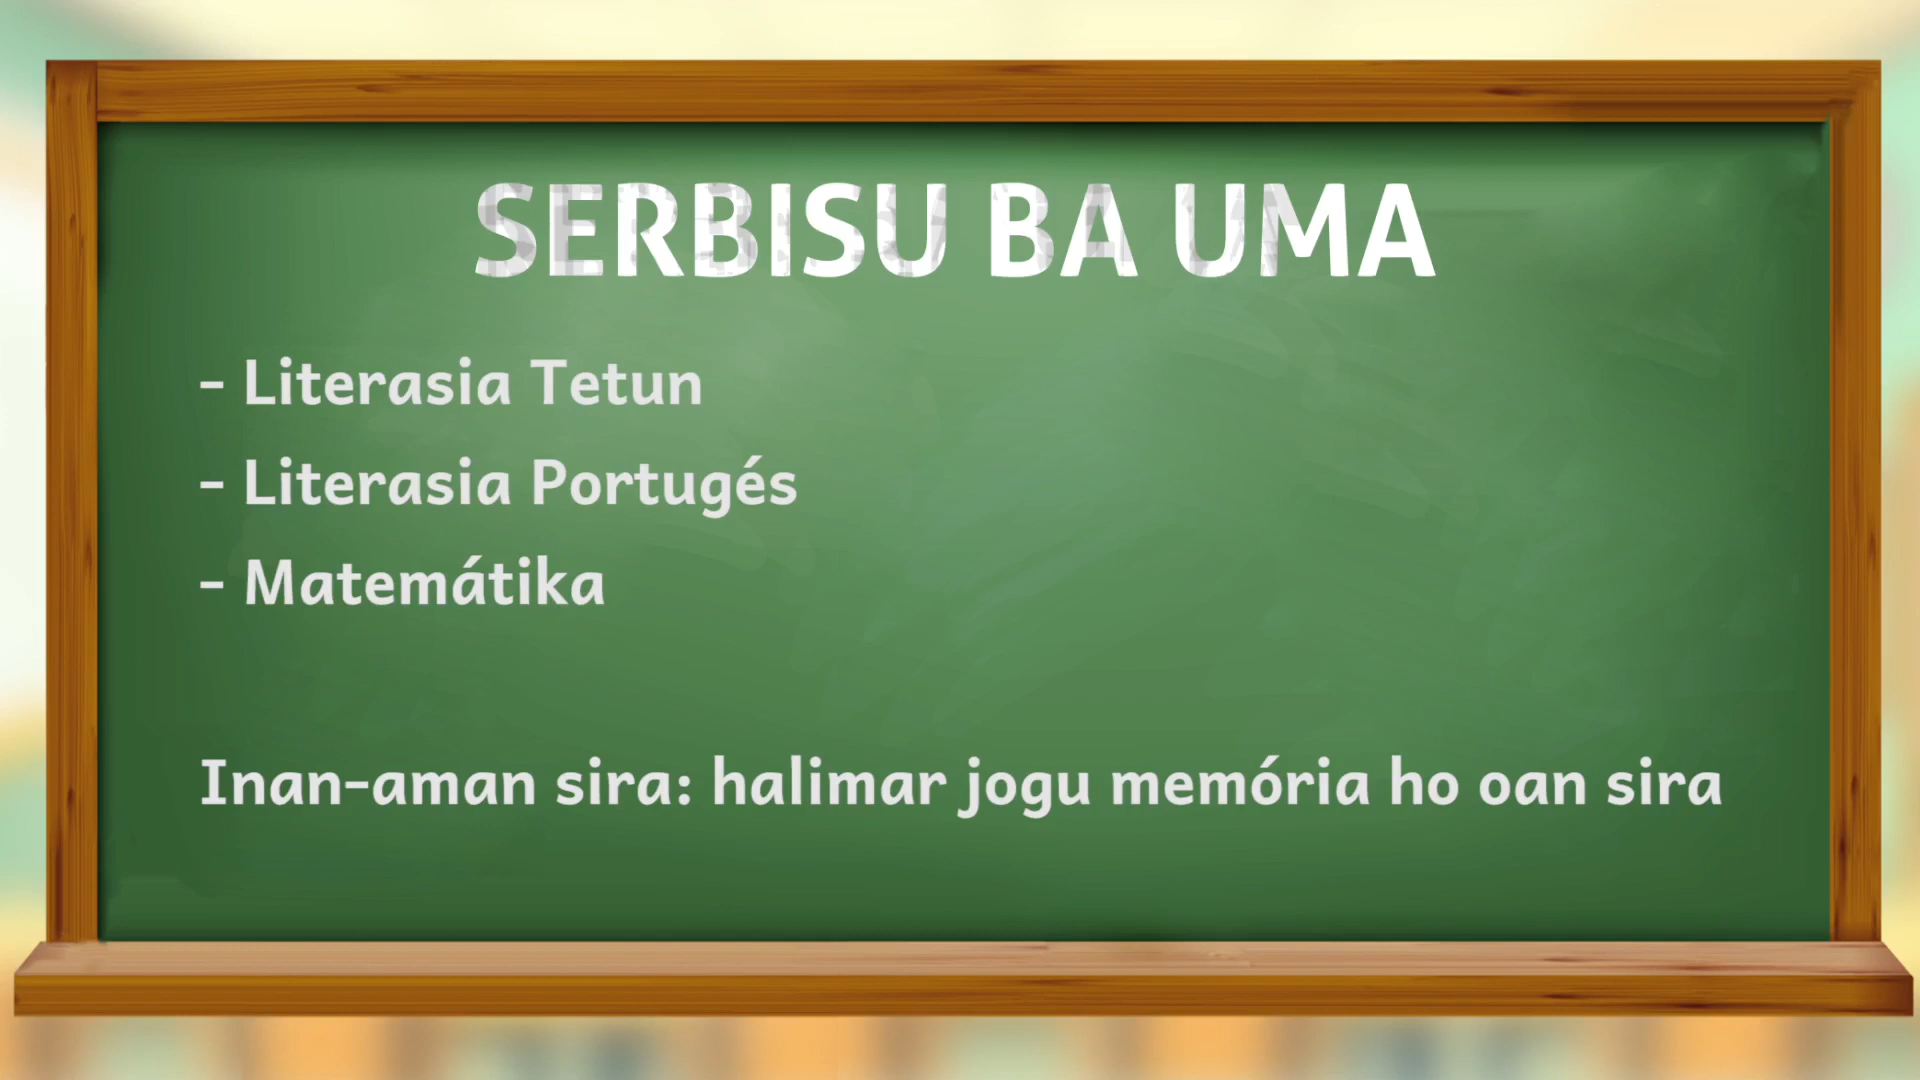 SERBISU BA UMA
- Literasia Tetun
- Literasia Portugés
- Matemátika
Inan-aman sira: halimar jogu memória ho oan sira